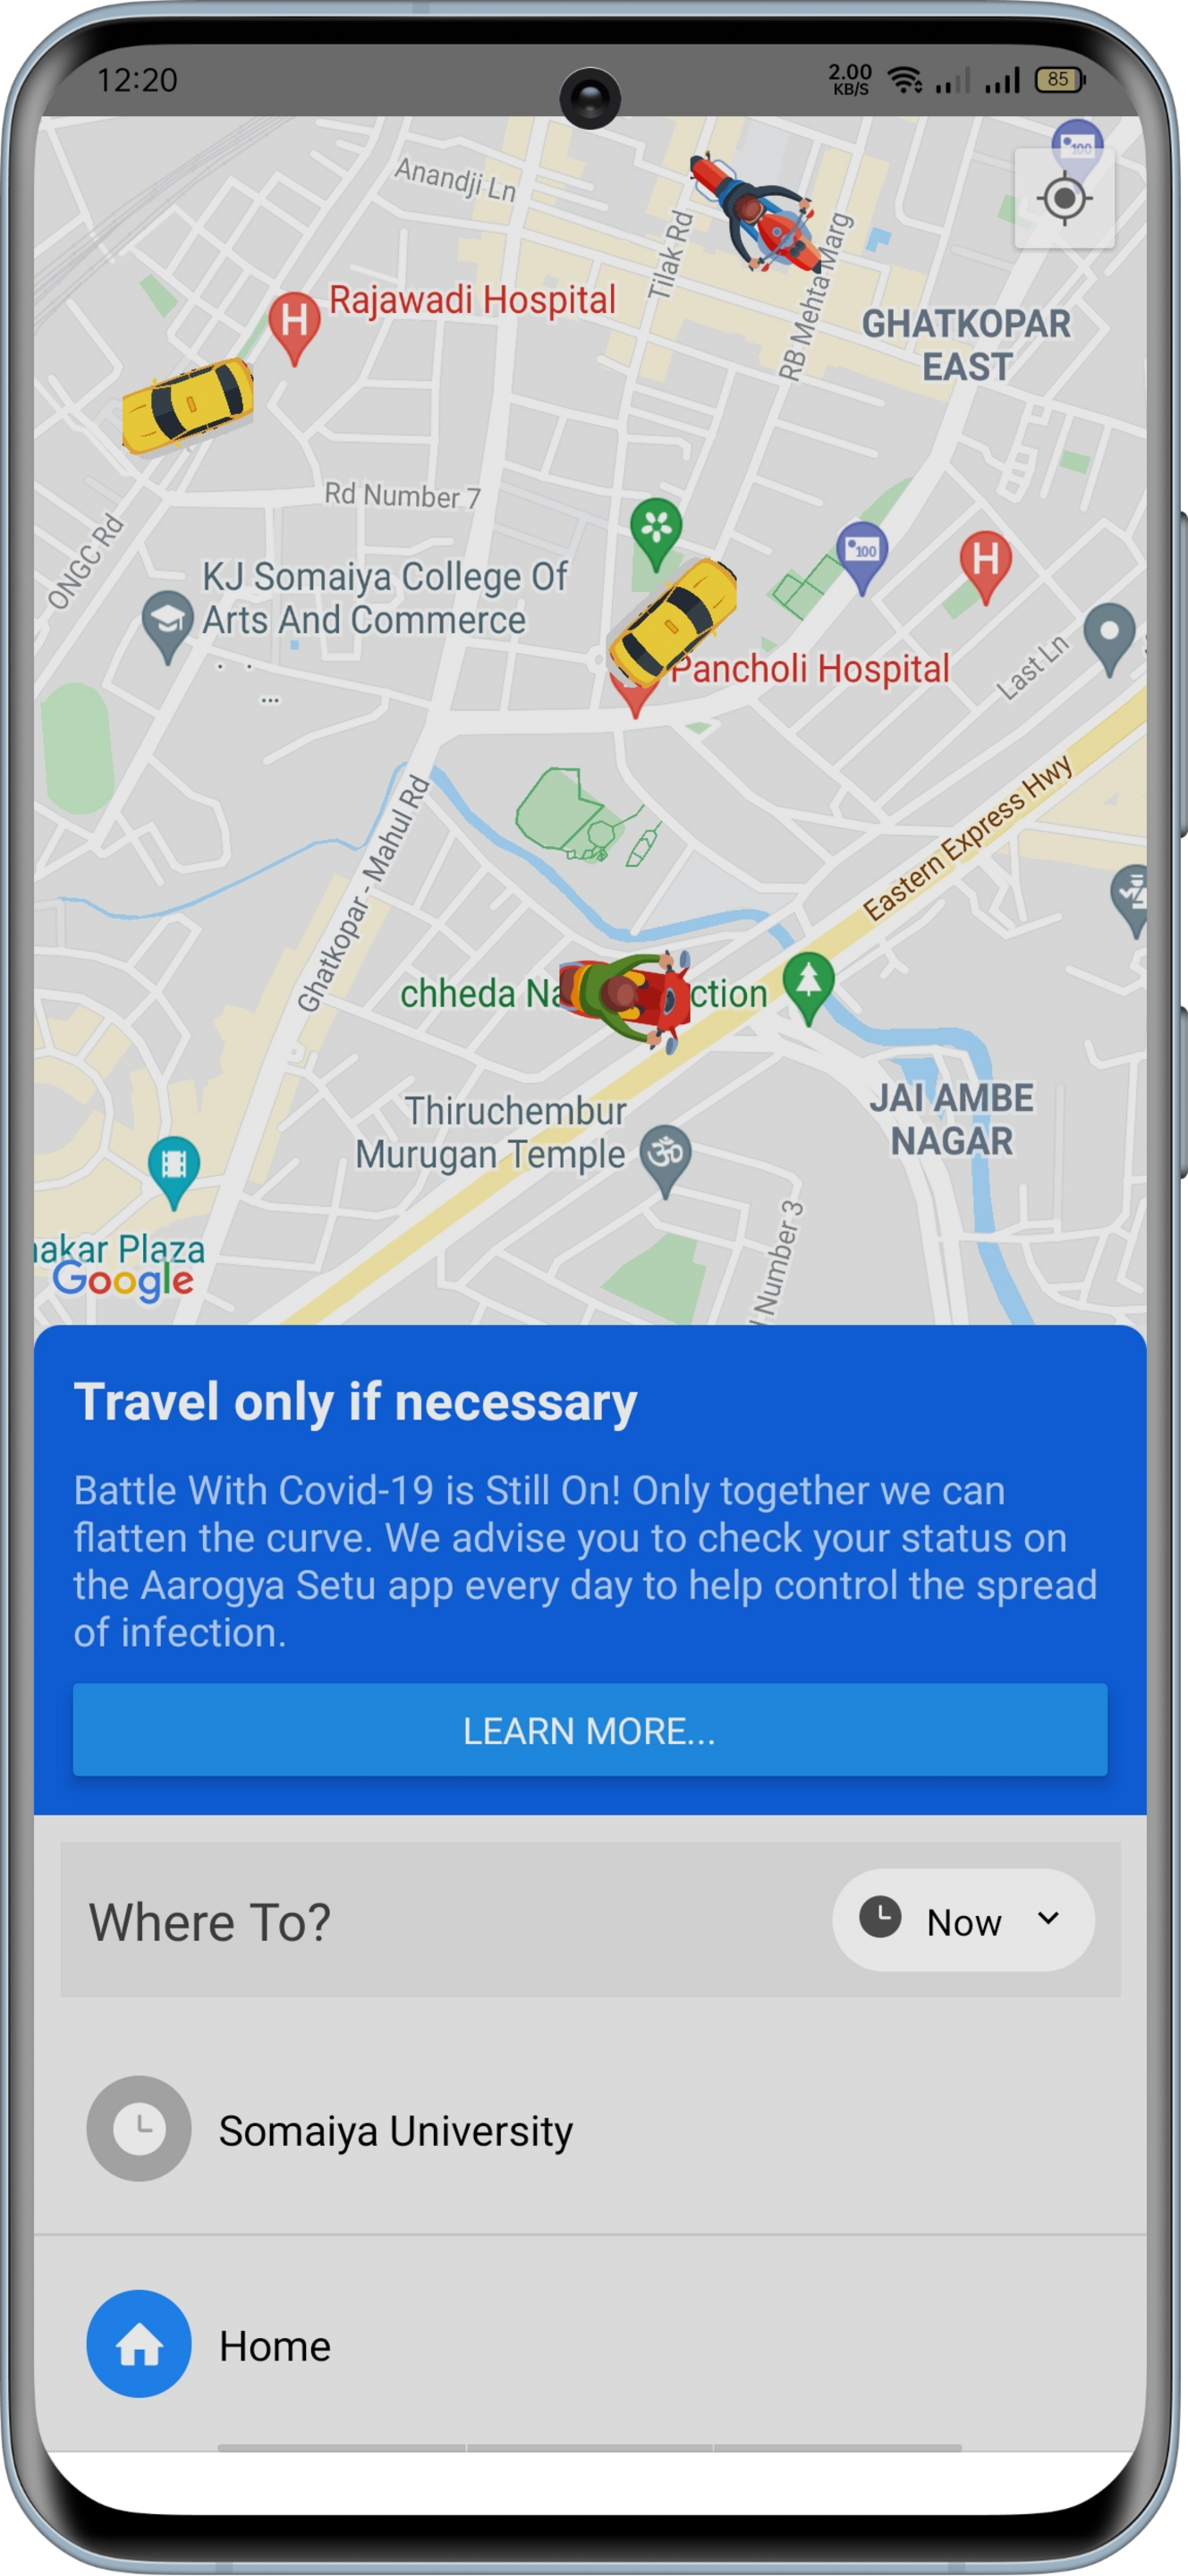 12:20
2.00
KB/S
85
Anandji Ln
Tilak Rd
RB Mehta Marg
100
Rajawadi Hospital
H
GHATKOPAR
EAST
Rd Number 7
ONGC Rd
KJ Somaiya College Of
Arts And Commerce
100
H
Pancholi Hospital
Last Ln
Ghatkopar - Mahul Rd
Eastern Express Hwy
chheda
Thiruchembur
Murugan Temple
ॐ
JAI AMBE
NAGAR
Number 3
Plaza
Google
Travel only if necessary
Battle With Covid-19 is Still On! Only together we can
flatten the curve. We advise you to check your status on
the Aarogya Setu app every day to help control the spread
of infection.
LEARN MORE...
Where To?
Now
Somaiya University
Home